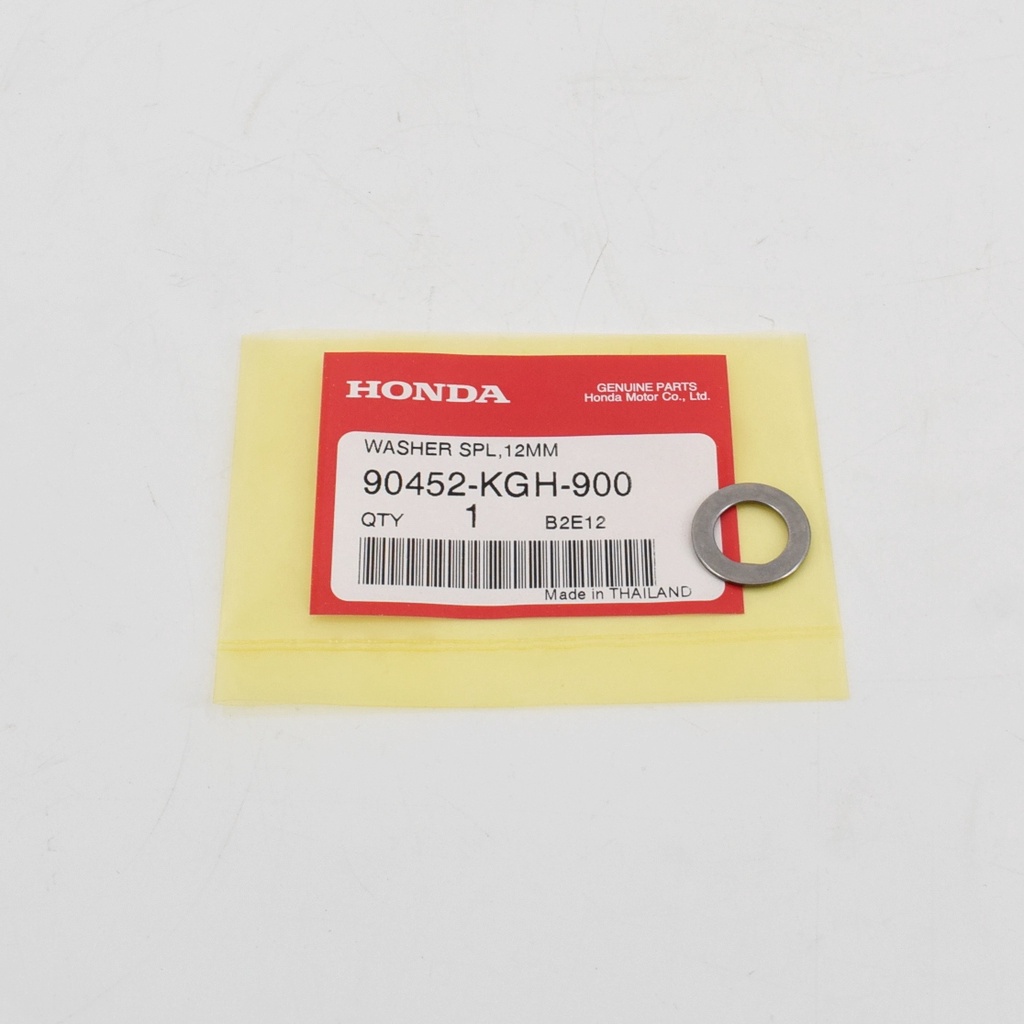 HONDA
GENUINE PARTS
Honda Motor Co., Ltd.
WASHER SPL,12MM
90452-KGH-900
QTY 1 B2E12
Made in THAILAND